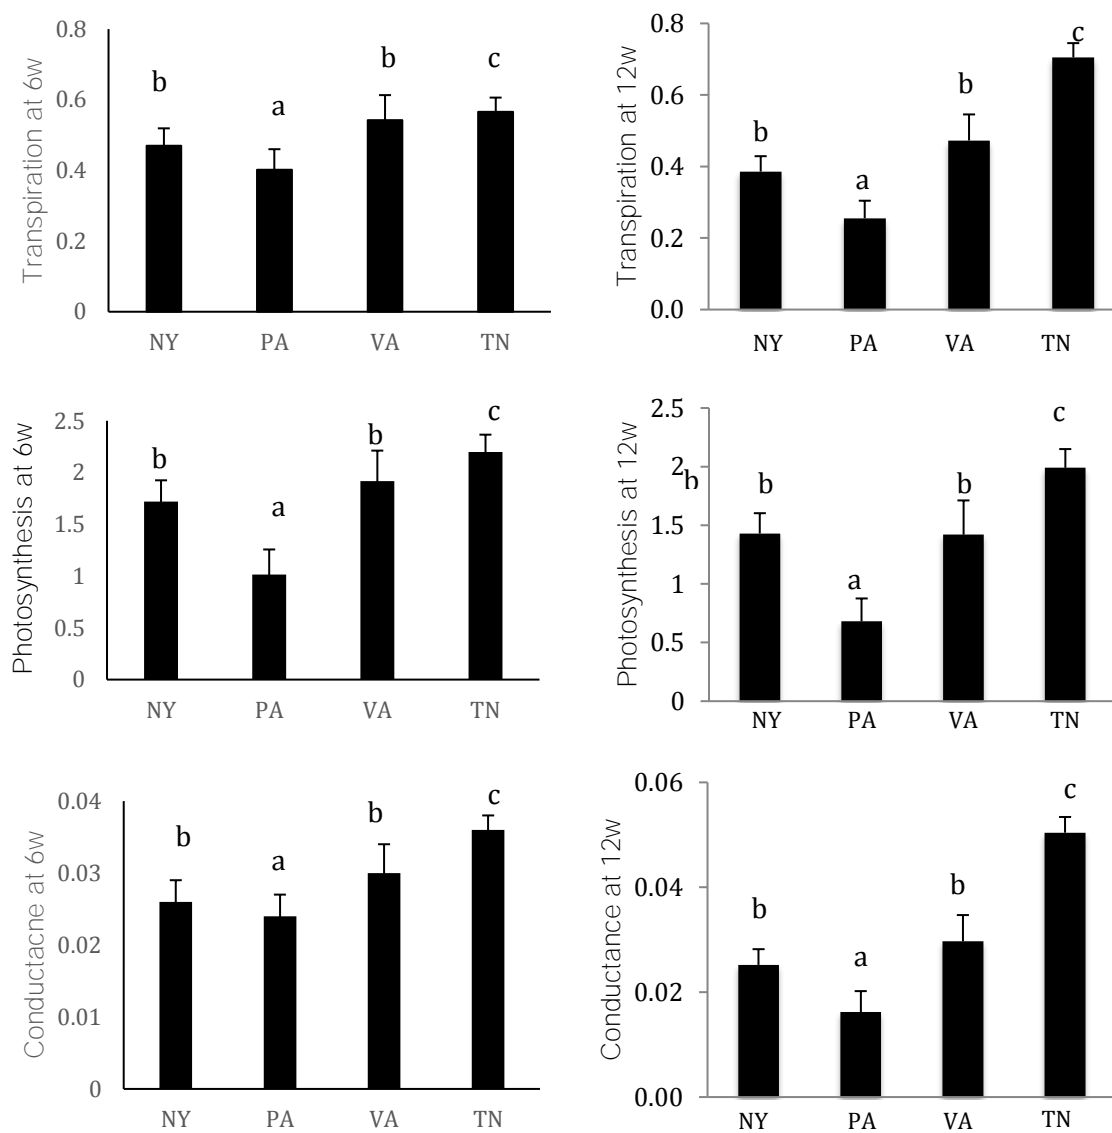 Transpiration at 6w
0.8
0.6
0.4
0.2
0
b
a
b
c
NY PA VA TN
Transpiration at 12w
0.8
0.6
0.4
0.2
0.0
b
a
b
c
NY PA VA TN
Photosynthesis at 6w
2.5
2
1.5
1
0.5
0
b
a
b
c
NY PA VA TN
Photosynthesis at 12w
2.5
2
1.5
1
0.5
0
b
b
a
b
c
NY PA VA TN
Conductacne at 6w
0.04
0.03
0.02
0.01
0
b
a
b
c
NY PA VA TN
Conductance at 12w
0.06
0.04
0.02
0.00
b
a
b
c
NY PA VA TN